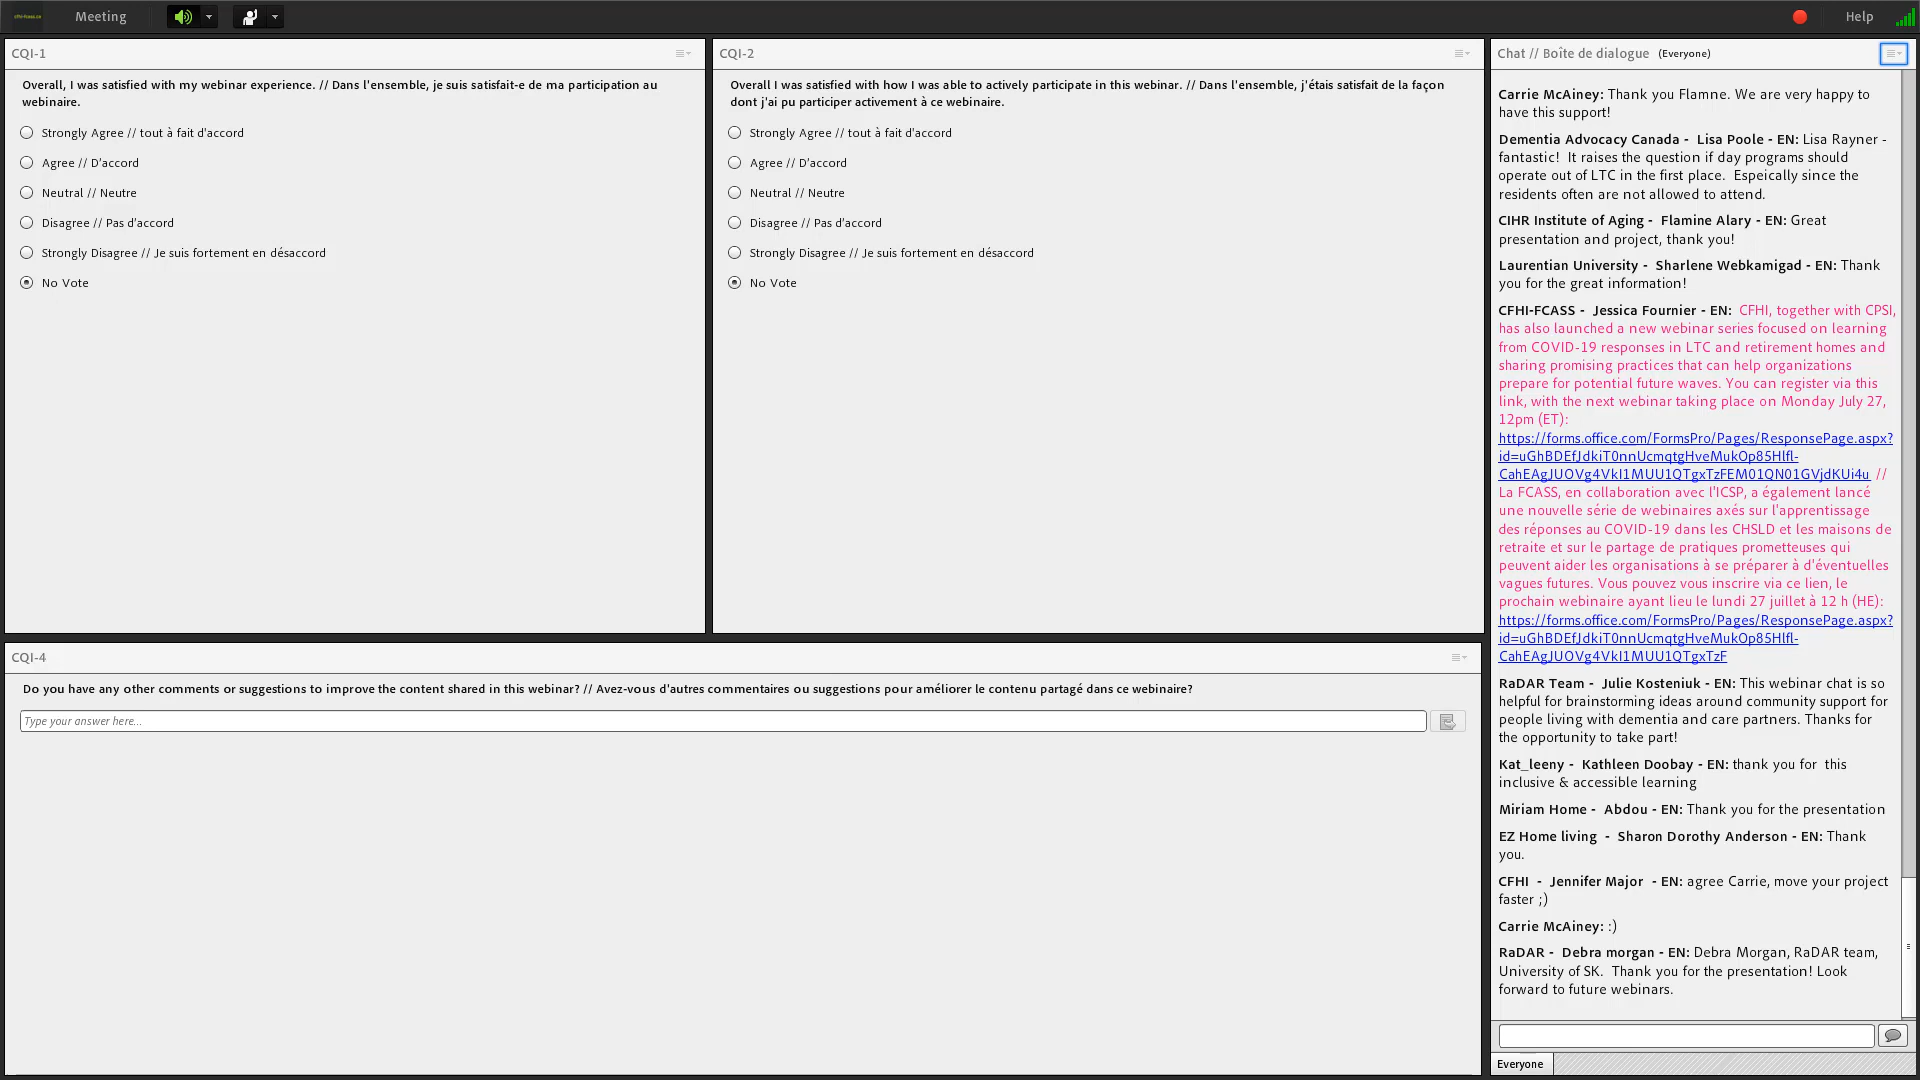 cfhi-fcass.ca
Meeting
Help
CQI-1
Overall, I was satisfied with my webinar experience. // Dans l'ensemble, je suis satisfait-e de ma participation au
webinaire.
Strongly Agree // tout à fait d'accord
Agree // D’accord
Neutral // Neutre
Disagree // Pas d’accord
Strongly Disagree // Je suis fortement en désaccord
No Vote
CQI-2
Overall I was satisfied with how I was able to actively participate in this webinar. // Dans l'ensemble, j'étais satisfait de la façon
dont j'ai pu participer activement à ce webinaire.
Strongly Agree // tout à fait d'accord
Agree // D’accord
Neutral // Neutre
Disagree // Pas d’accord
Strongly Disagree // Je suis fortement en désaccord
No Vote
CQI-4
Do you have any other comments or suggestions to improve the content shared in this webinar? // Avez-vous d'autres commentaires ou suggestions pour améliorer le contenu partagé dans ce webinaire?
Type your answer here...
Chat // Boîte de dialogue (Everyone)
Carrie McAiney: Thank you Flamne. We are very happy to
have this support!
Dementia Advocacy Canada - Lisa Poole - EN: Lisa Rayner -
fantastic! It raises the question if day programs should
operate out of LTC in the first place. Espeically since the
residents often are not allowed to attend.
CIHR Institute of Aging - Flamine Alary - EN: Great
presentation and project, thank you!
Laurentian University - Sharlene Webkamigad - EN: Thank
you for the great information!
CFHI-FCASS - Jessica Fournier - EN: CFHI, together with CPSI,
has also launched a new webinar series focused on learning
from COVID-19 responses in LTC and retirement homes and
sharing promising practices that can help organizations
prepare for potential future waves. You can register via this
link, with the next webinar taking place on Monday July 27,
12pm (ET):
https://forms.office.com/FormsPro/Pages/ResponsePage.aspx?
id=uGhBDEfJdkiT0nnUcmqtgHveMukOp85Hlfl-
CahEAgJUOVg4VkI1MUU1QTgxTzFEM01QN01GVjdKUi4u //
La FCASS, en collaboration avec l'ICSP, a également lancé
une nouvelle série de webinaires axés sur l'apprentissage
des réponses au COVID-19 dans les CHSLD et les maisons de
retraite et sur le partage de pratiques prometteuses qui
peuvent aider les organisations à se préparer à d'éventuelles
vagues futures. Vous pouvez vous inscrire via ce lien, le
prochain webinaire ayant lieu le lundi 27 juillet à 12 h (HE):
https://forms.office.com/FormsPro/Pages/ResponsePage.aspx?
id=uGhBDEfJdkiT0nnUcmqtgHveMukOp85Hlfl-
CahEAgJUOVg4VkI1MUU1QTgxTzF
RaDAR Team - Julie Kosteniuk - EN: This webinar chat is so
helpful for brainstorming ideas around community support for
people living with dementia and care partners. Thanks for
the opportunity to take part!
Kat_leeny - Kathleen Doobay - EN: thank you for this
inclusive & accessible learning
Miriam Home - Abdou - EN: Thank you for the presentation
EZ Home living - Sharon Dorothy Anderson - EN: Thank
you.
CFHI - Jennifer Major - EN: agree Carrie, move your project
faster ;)
Carrie McAiney: :)
RaDAR - Debra morgan - EN: Debra Morgan, RaDAR team,
University of SK. Thank you for the presentation! Look
forward to future webinars.
Everyone